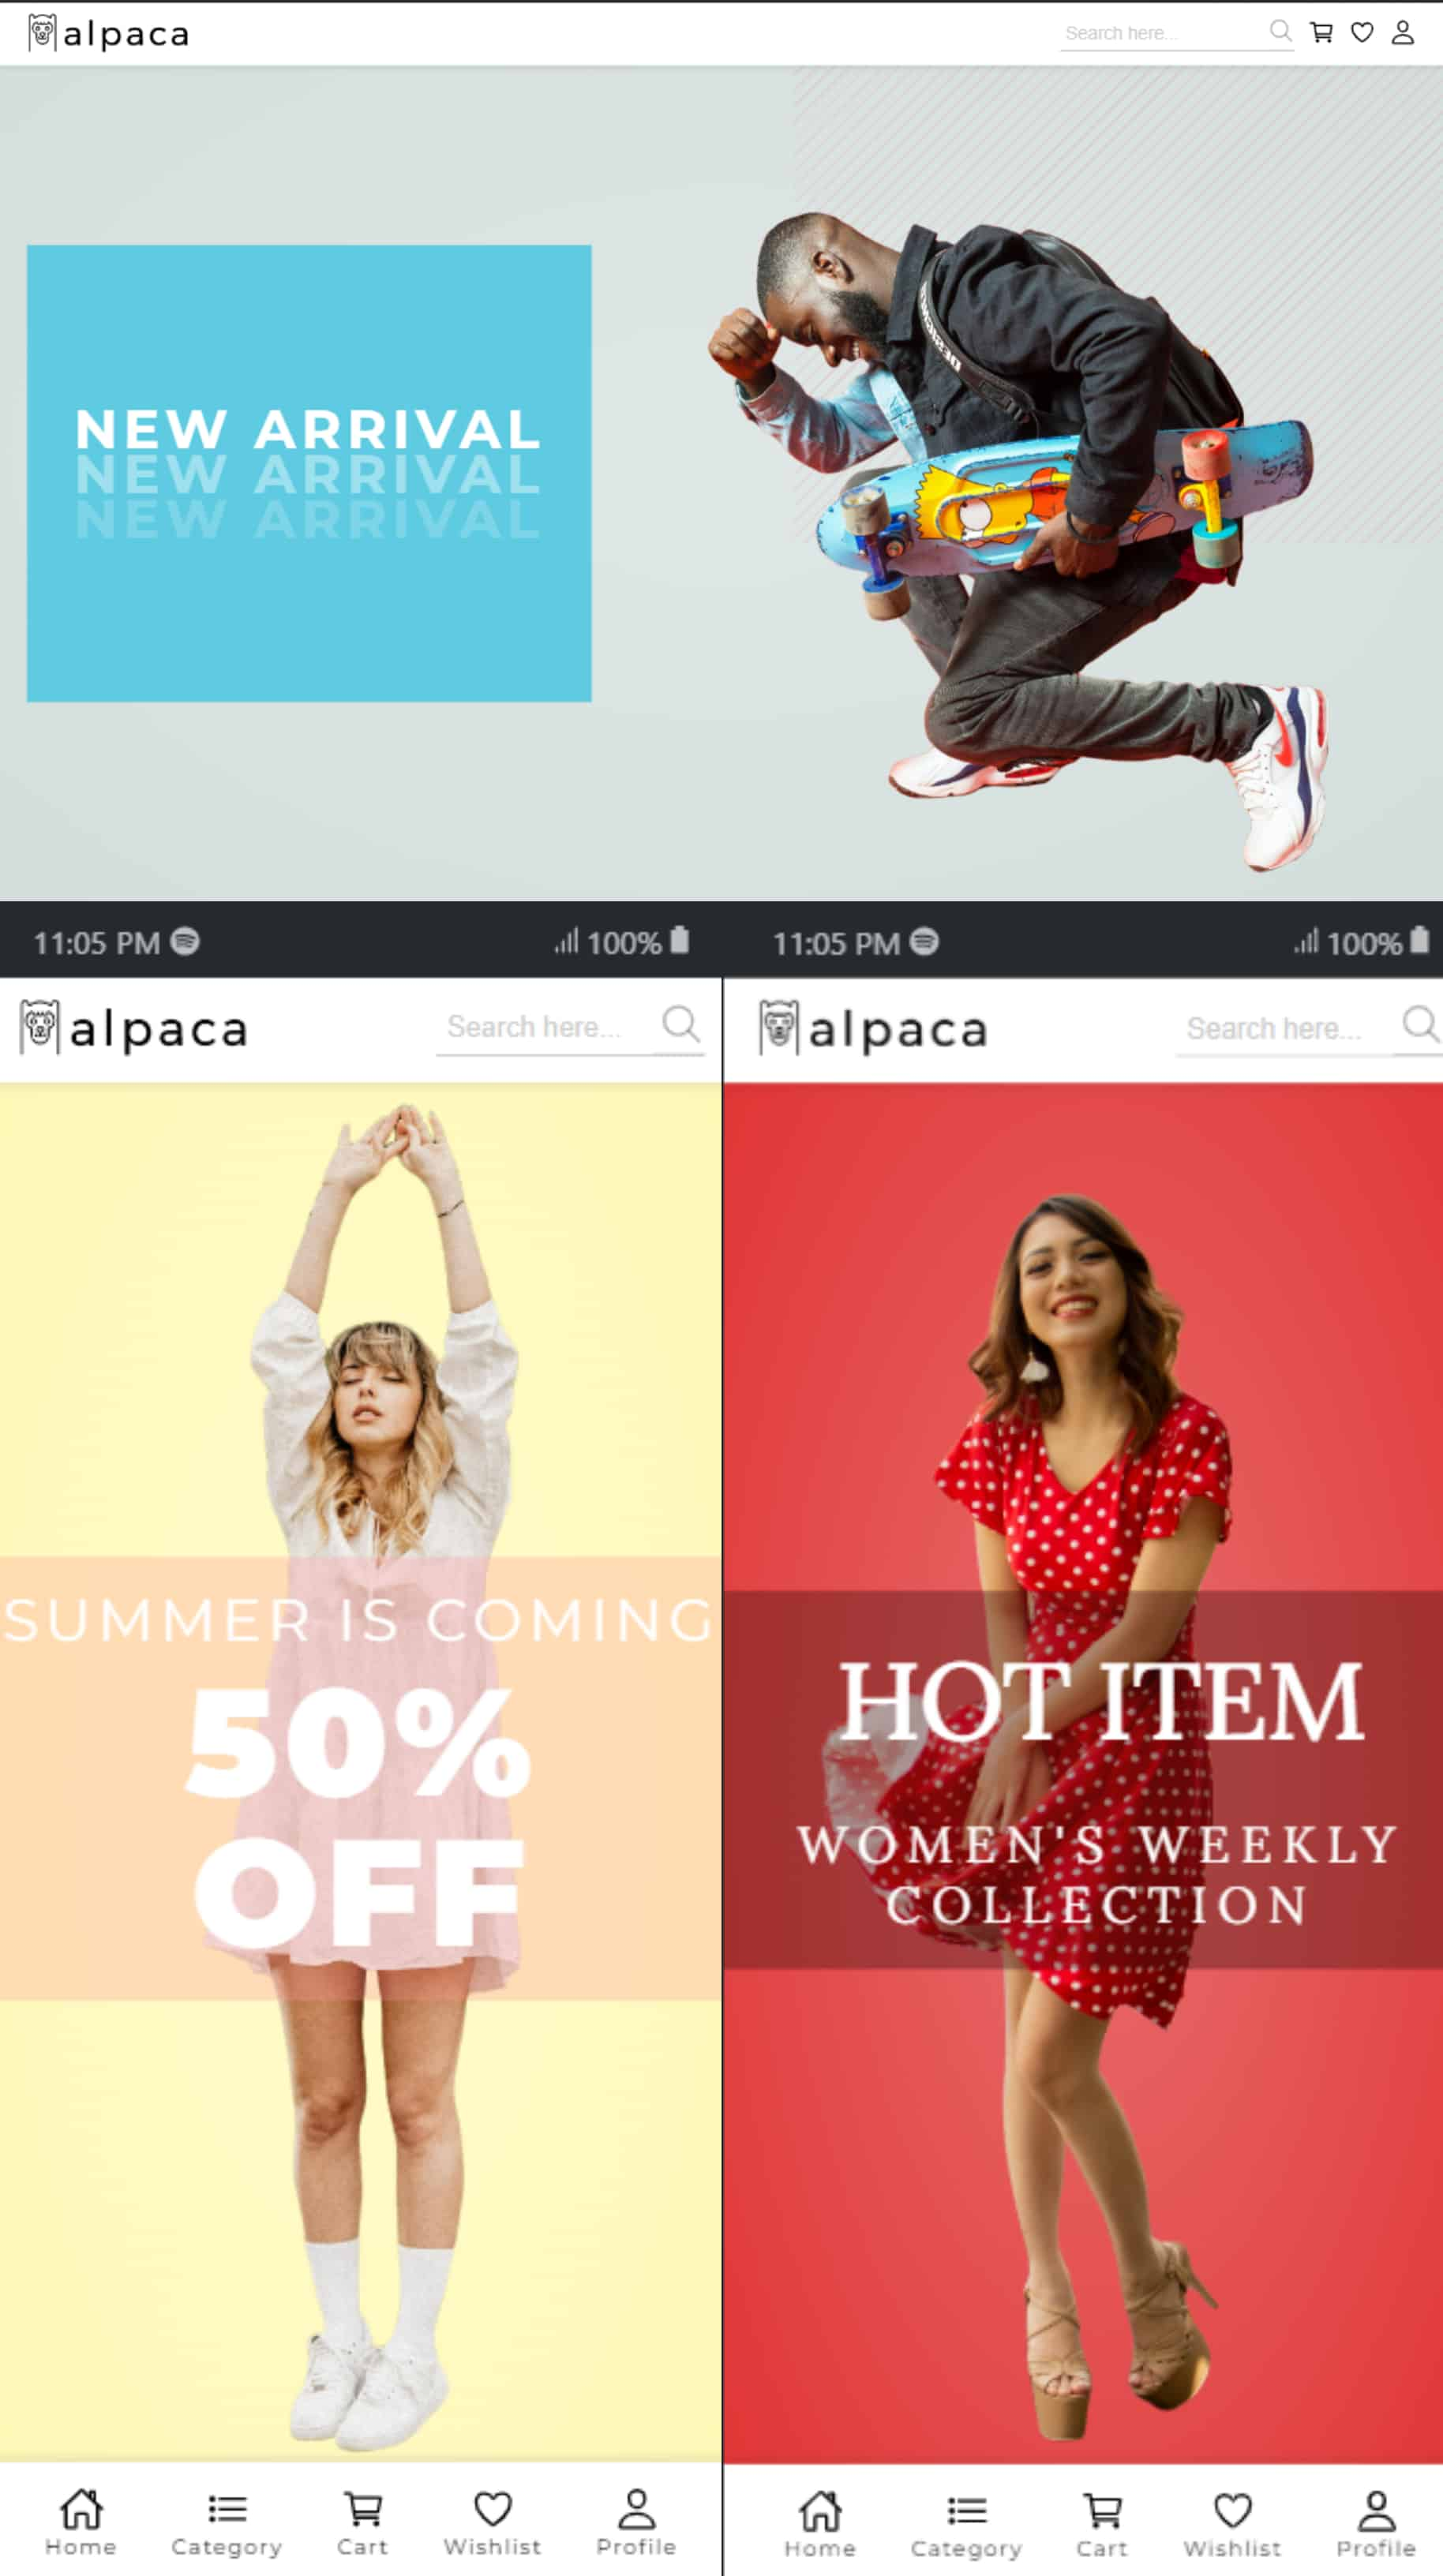 alpaca
Search here...
NEW ARRIVAL
NEW ARRIVAL
NEW ARRIVAL
11:05 PM
100%
alpaca
Search here...
SUMMER IS COMING
50%
OFF
Home
Category
Cart
Wishlist
Profile
11:05 PM
100%
alpaca
Search here...
HOT ITEM
WOMEN'S WEEKLY
COLLECTION
Home
Category
Cart
Wishlist
Profile